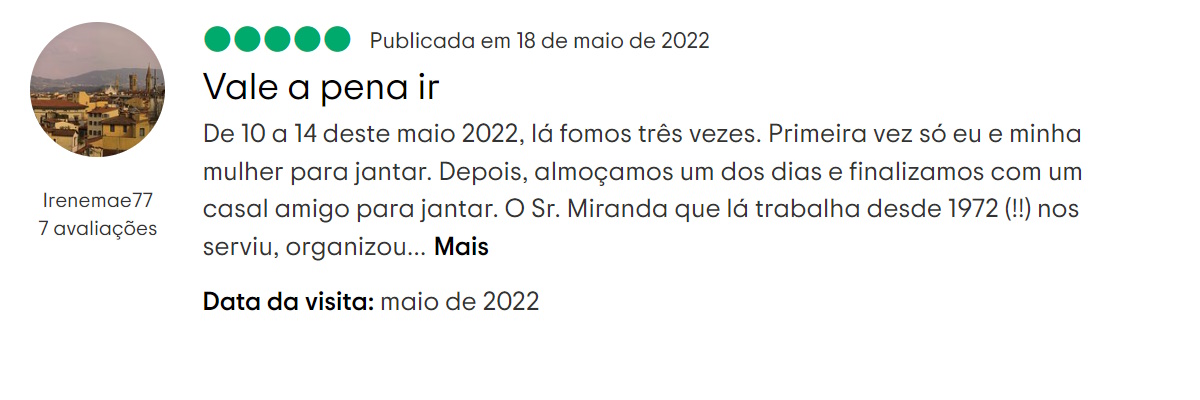 Publicada em 18 de maio de 2022
Vale a pena ir
De 10 a 14 deste maio 2022, lá fomos três vezes. Primeira vez só eu e minha
mulher para jantar. Depois, almoçamos um dos dias e finalizamos com um
casal amigo para jantar. O Sr. Miranda que lá trabalha desde 1972 (!!) nos
serviu, organizou... Mais
Data da visita: maio de 2022
Irenemae77
7 avaliações